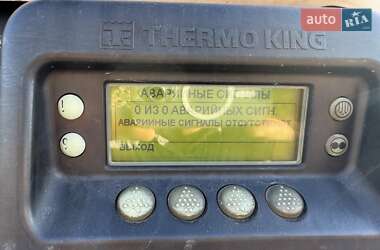 auto RIA
THERMO KING
АВАРИЙНЫЕ СИГНАЛЫ
0 ИЗ 0 АВАРИЙНЫХ СИГН.
АВАРИЙНЫЕ СИГНАЛЫ ОТСУТСТВУЮТ
ВЫХОД